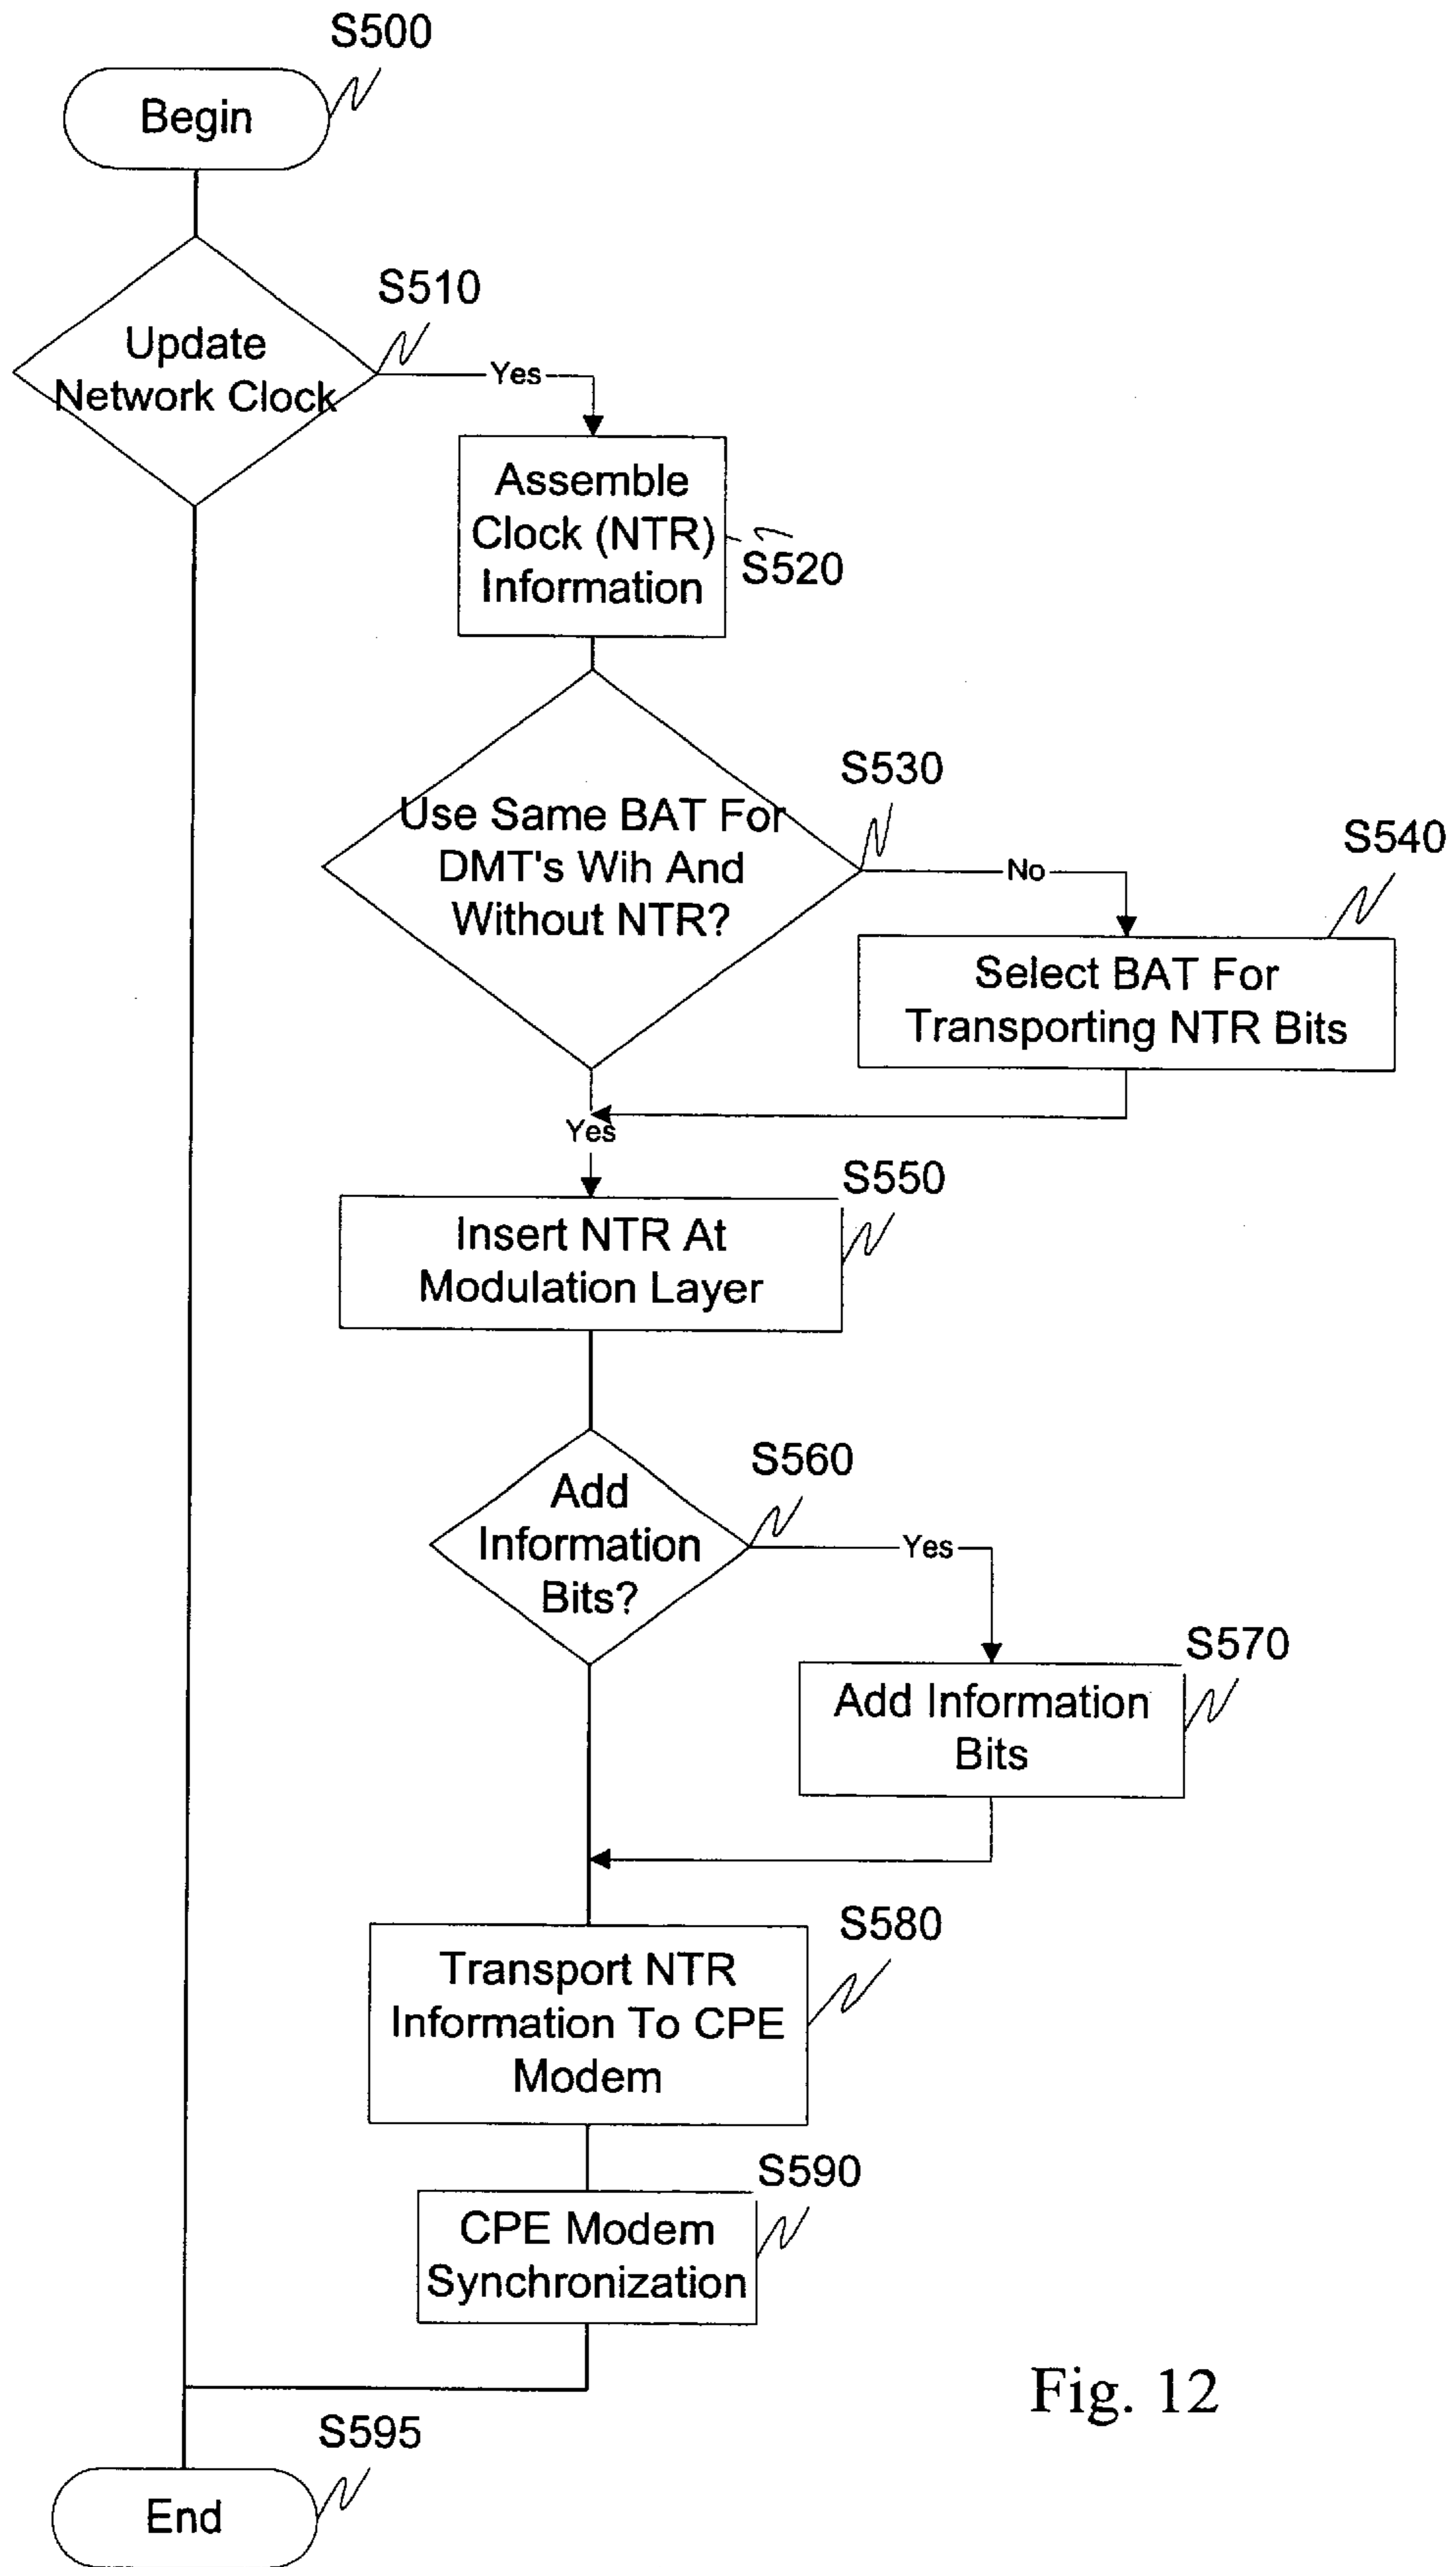 S500
Begin
S510
Update
Network Clock
Yes
Assemble
Clock (NTR)
Information
S520
S530
Use Same BAT For
DMT's Wih And
Without NTR?
No
S540
Select BAT For
Transporting NTR Bits
Yes
S550
Insert NTR At
Modulation Layer
S560
Add
Information
Bits?
Yes
S570
Add Information
Bits
S580
Transport NTR
Information To CPE
Modem
S590
CPE Modem
Synchronization
Fig. 12
S595
End